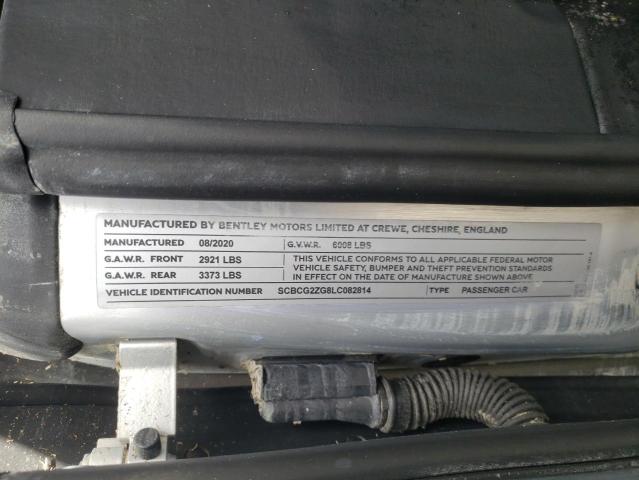 MANUFACTURED BY BENTLEY MOTORS LIMITED AT CREWE, CHESHIRE, ENGLAND
MANUFACTURED 08/2020 G.V.W.R. 6008 LBS
G.A.W.R. FRONT 2921 LBS
G.A.W.R. REAR 3373 LBS
THIS VEHICLE CONFORMS TO ALL APPLICABLE FEDERAL MOTOR
VEHICLE SAFETY, BUMPER AND THEFT PREVENTION STANDARDS
IN EFFECT ON THE DATE OF MANUFACTURE SHOWN ABOVE
VEHICLE IDENTIFICATION NUMBER SCBCG2ZG8LC082814 TYPE PASSENGER CAR